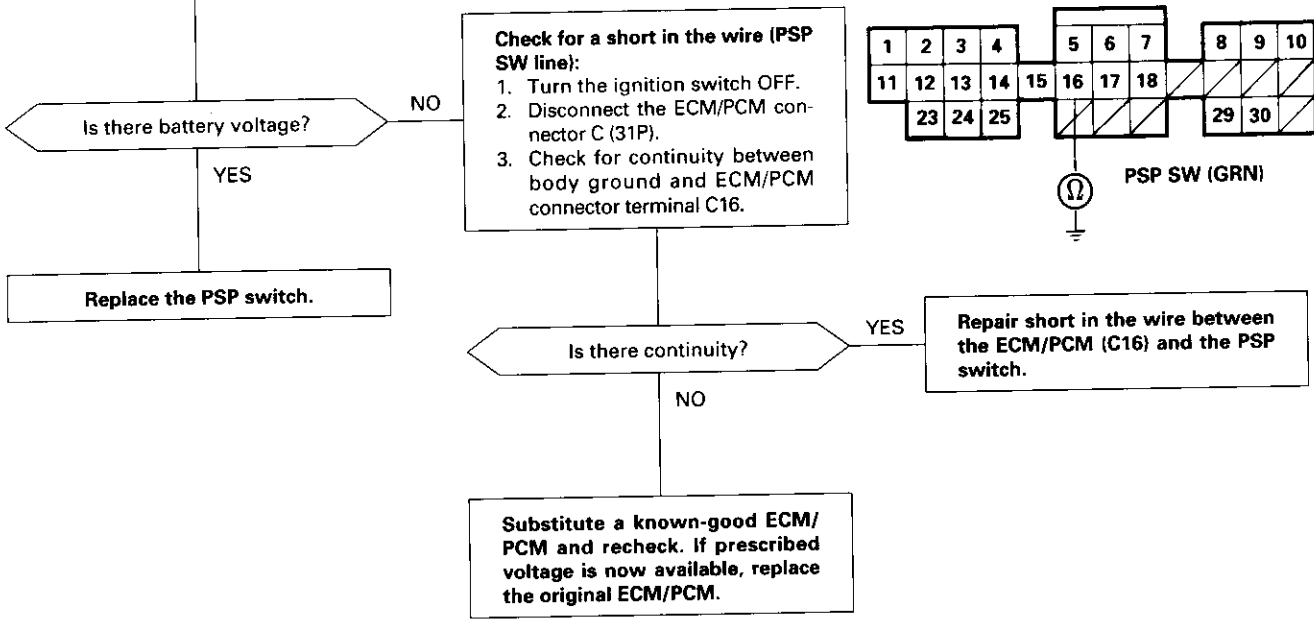 Check for a short in the wire (PSP
SW line):
1. Turn the ignition switch OFF.
2. Disconnect the ECM/PCM con-
nector C (31P).
3. Check for continuity between
body ground and ECM/PCM
connector terminal C16.
1 2 3 4 5 6 7 8 9 10
11 12 13 14 15 16 17 18
23 24 25 29 30
PSP SW (GRN)
Ω
Is there battery voltage?
NO
YES
Replace the PSP switch.
Is there continuity?
YES
Repair short in the wire between
the ECM/PCM (C16) and the PSP
switch.
NO
Substitute a known-good ECM/
PCM and recheck. If prescribed
voltage is now available, replace
the original ECM/PCM.